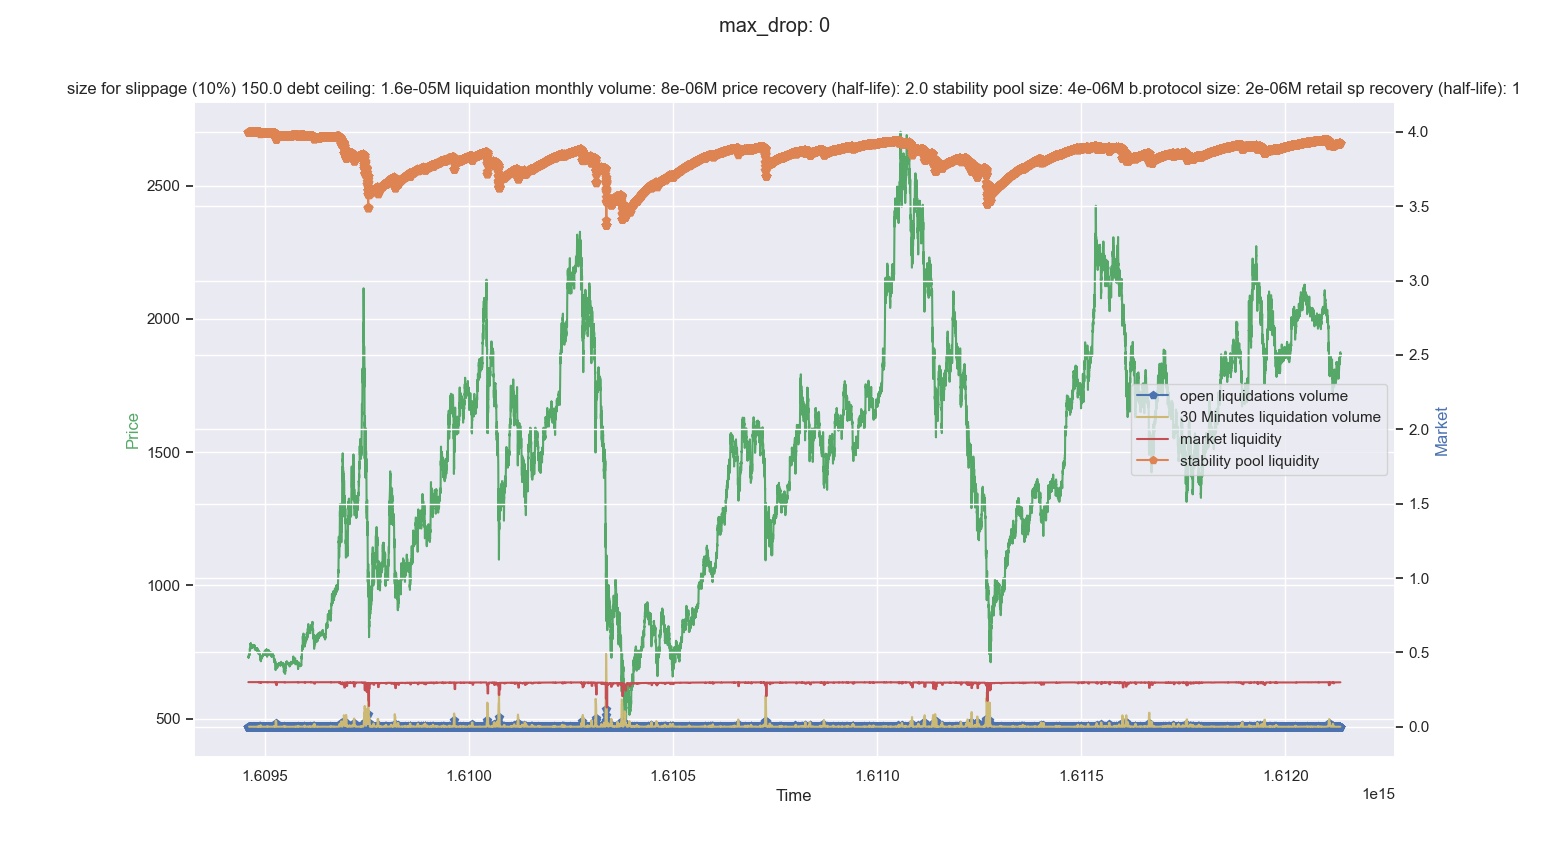 max_drop: 0
size for slippage (10%) 150.0 debt ceiling: 1.6e-05M liquidation monthly volume: 8e-06M price recovery (half-life): 2.0 stability pool size: 4e-06M b.protocol size: 2e-06M retail sp recovery (half-life): 1
4.0
2500
3.5
3.0
2000
2.5
open liquidations volume
30 Minutes liquidation volume
market liquidity
stability pool liquidity
Price
Market
2.0
1500
1.5
1000
1.0
0.5
500
0.0
1.6095
1.6100
1.6105
1.6110
1.6115
1.6120
Time
1e15